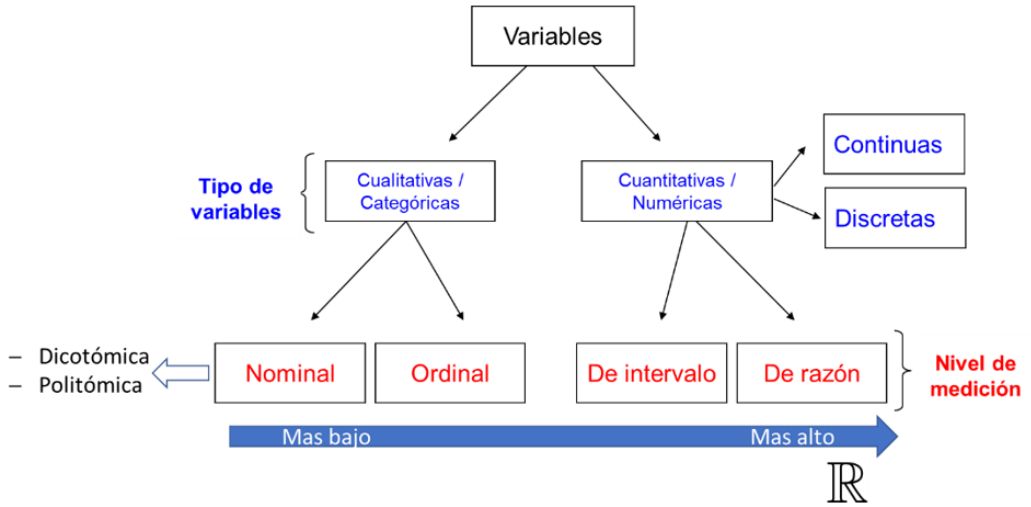 Variables
Continuas
Tipo de
variables
Cualitativas /
Categóricas
Cuantitativas /
Numéricas
Discretas
– Dicotómica
– Politómica
Nominal
Ordinal
De intervalo
De razón
Nivel de
medición
Mas bajo
Mas alto
ℝ